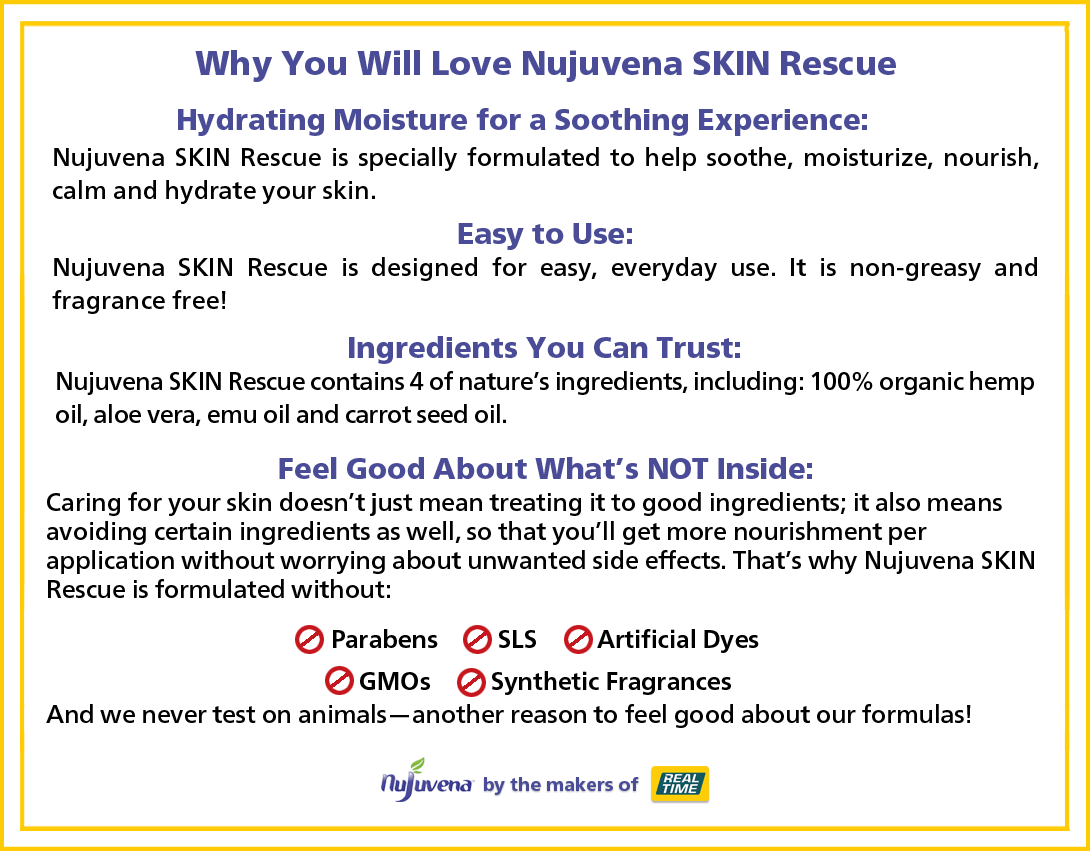 Why You Will Love Nujuvena SKIN Rescue
Hydrating Moisture for a Soothing Experience:
Nujuvena SKIN Rescue is specially formulated to help soothe, moisturize, nourish,
calm and hydrate your skin.
Easy to Use:
Nujuvena SKIN Rescue is designed for easy, everyday use. It is non-greasy and
fragrance free!
Ingredients You Can Trust:
Nujuvena SKIN Rescue contains 4 of nature’s ingredients, including: 100% organic hemp
oil, aloe vera, emu oil and carrot seed oil.
Feel Good About What’s NOT Inside:
Caring for your skin doesn’t just mean treating it to good ingredients; it also means
avoiding certain ingredients as well, so that you’ll get more nourishment per
application without worrying about unwanted side effects. That’s why Nujuvena SKIN
Rescue is formulated without:
Parabens SLS Artificial Dyes
GMOs Synthetic Fragrances
And we never test on animals—another reason to feel good about our formulas!
Nujuvena by the makers of REAL TIME